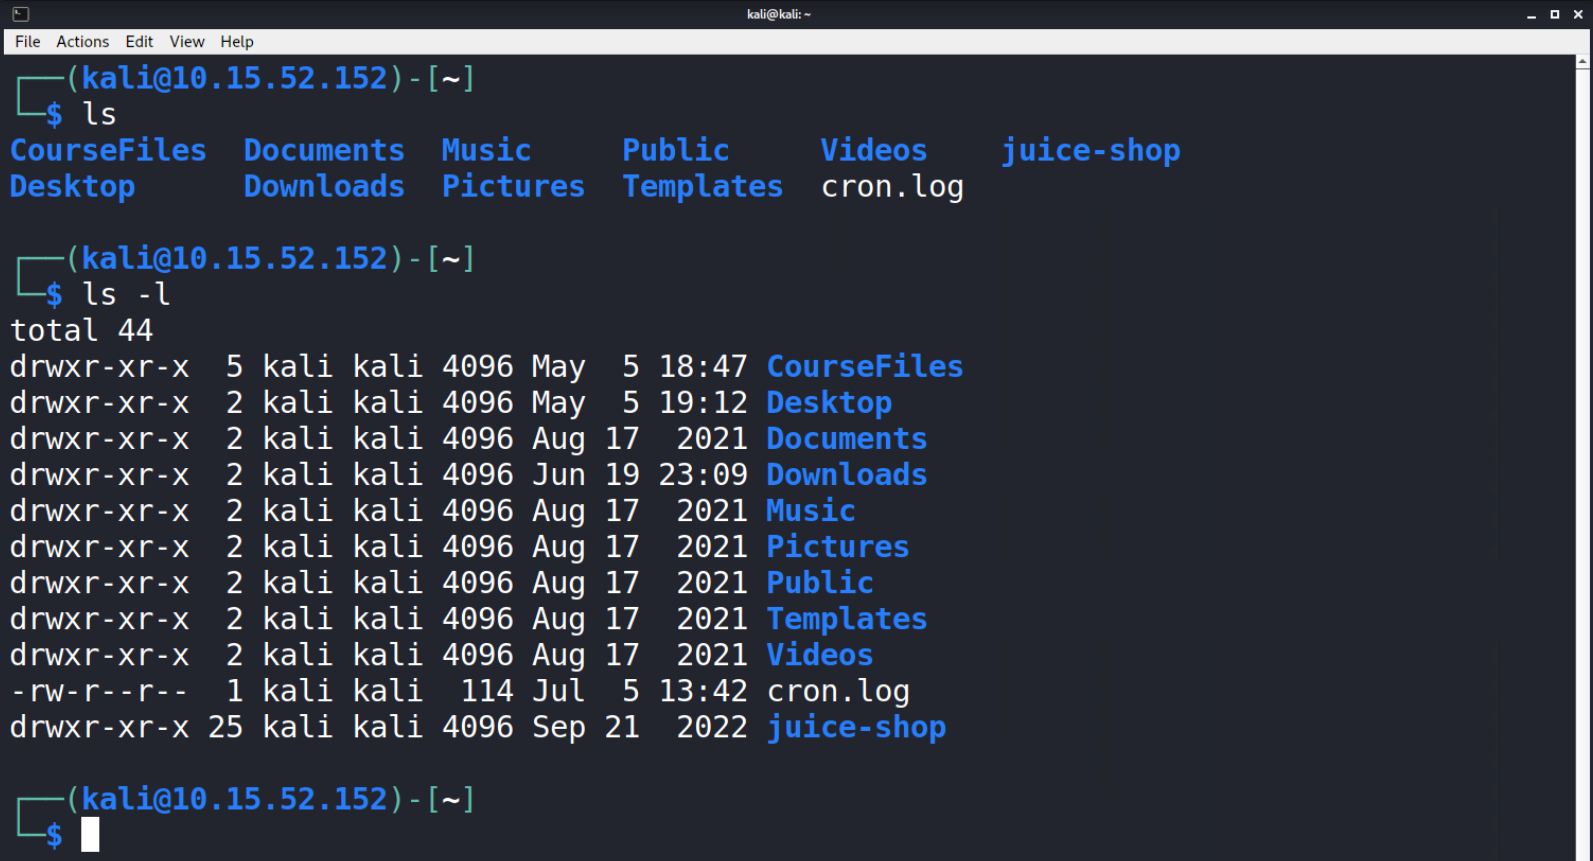 kali@kali: ~
File Actions Edit View Help
┌──(kali@10.15.52.152)-[~]
└─$ ls
CourseFiles  Documents  Music     Public     Videos    juice-shop
Desktop      Downloads  Pictures  Templates  cron.log
┌──(kali@10.15.52.152)-[~]
└─$ ls -l
total 44
drwxr-xr-x  5 kali kali 4096 May  5 18:47 CourseFiles
drwxr-xr-x  2 kali kali 4096 May  5 19:12 Desktop
drwxr-xr-x  2 kali kali 4096 Aug 17  2021 Documents
drwxr-xr-x  2 kali kali 4096 Jun 19 23:09 Downloads
drwxr-xr-x  2 kali kali 4096 Aug 17  2021 Music
drwxr-xr-x  2 kali kali 4096 Aug 17  2021 Pictures
drwxr-xr-x  2 kali kali 4096 Aug 17  2021 Public
drwxr-xr-x  2 kali kali 4096 Aug 17  2021 Templates
drwxr-xr-x  2 kali kali 4096 Aug 17  2021 Videos
-rw-r--r--  1 kali kali  114 Jul  5 13:42 cron.log
drwxr-xr-x 25 kali kali 4096 Sep 21  2022 juice-shop
┌──(kali@10.15.52.152)-[~]
└─$